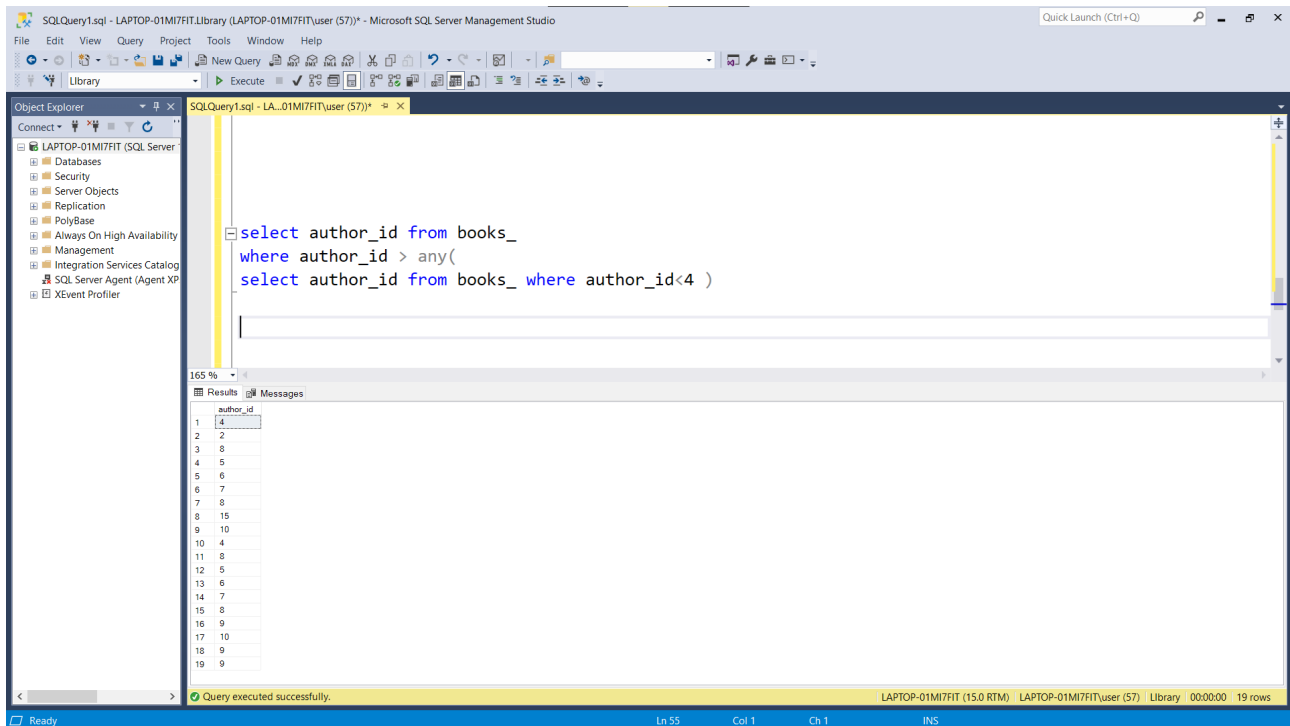 SQLQuery1.sql - LAPTOP-01MI7FIT.LIbrary (LAPTOP-01MI7FIT\user (57))* - Microsoft SQL Server Management Studio
Quick Launch (Ctrl+Q)
File Edit View Query Project Tools Window Help
New Query
MDX DMX XMLA DAX
LIbrary
Execute
Object Explorer
SQLQuery1.sql - LA...01MI7FIT\user (57))*
Connect
LAPTOP-01MI7FIT (SQL Server
Databases
Security
Server Objects
Replication
PolyBase
Always On High Availability
Management
Integration Services Catalog
SQL Server Agent (Agent XP
XEvent Profiler
select author_id from books_
where author_id > any(
select author_id from books_ where author_id<4 )
165 %
Results Messages
author_id
1 4
2 2
3 8
4 5
5 6
6 7
7 8
8 15
9 10
10 4
11 8
12 5
13 6
14 7
15 8
16 9
17 10
18 9
19 9
Query executed successfully.
LAPTOP-01MI7FIT (15.0 RTM) LAPTOP-01MI7FIT\user (57) LIbrary 00:00:00 19 rows
Ready Ln 55 Col 1 Ch 1 INS